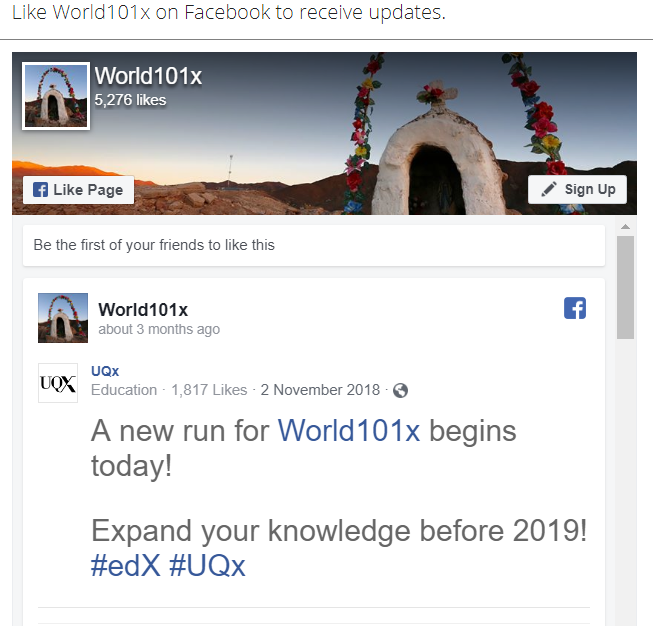 Like World101x on Facebook to receive updates.
World101x
5,276 likes
Like Page
Sign Up
Be the first of your friends to like this
World101x
about 3 months ago
UQx
UQx
Education · 1,817 Likes · 2 November 2018 ·
A new run for World101x begins
today!
Expand your knowledge before 2019!
#edX #UQx